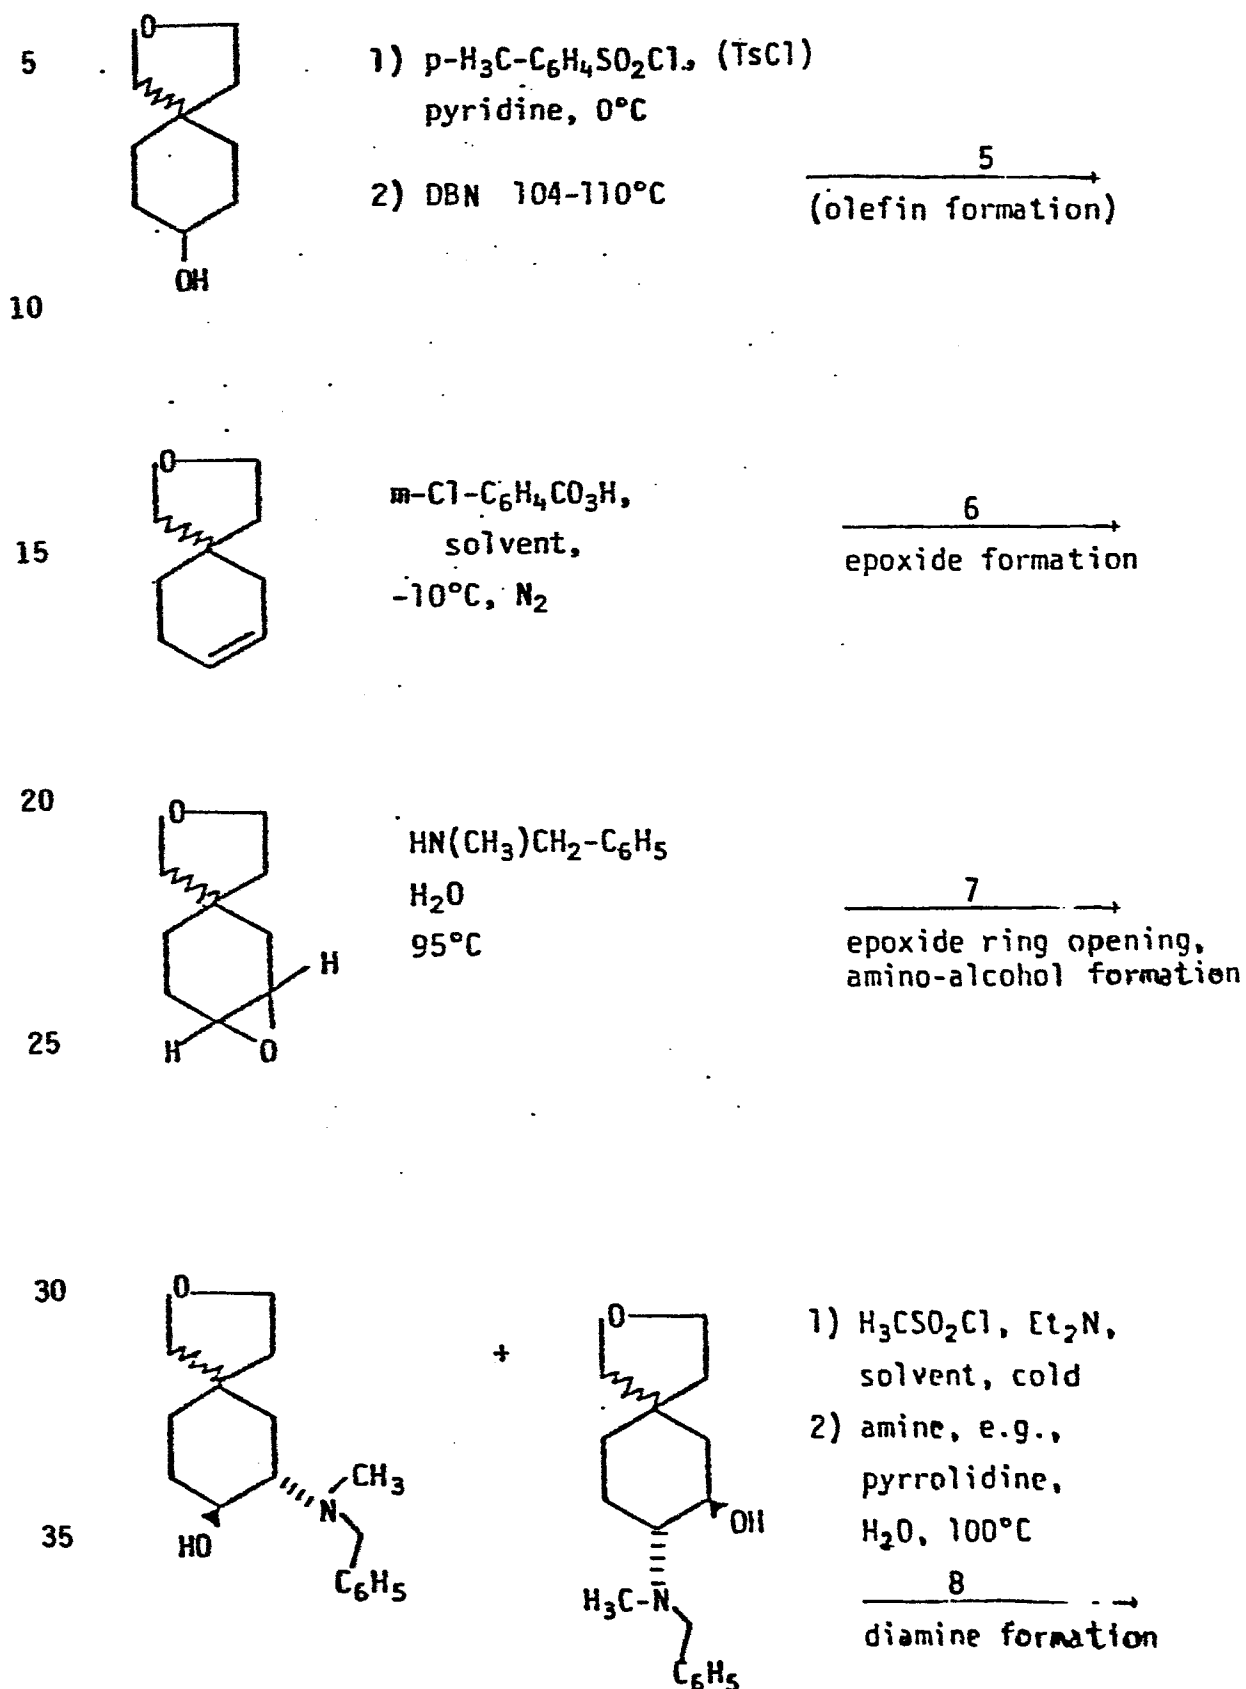 5
O
1) p-H₃C-C₆H₄SO₂Cl, (TsCl)
pyridine, 0°C
2) DBN 104-110°C
5
(olefin formation)
OH
10
O
m-Cl-C₆H₄CO₃H,
solvent,
-10°C, N₂
6
epoxide formation
15
20
O
HN(CH₃)CH₂-C₆H₅
H₂O
95°C
7
epoxide ring opening,
amino-alcohol formation
H
25
H
O
30
O
+
O
1) H₃CSO₂Cl, Et₂N,
solvent, cold
2) amine, e.g.,
pyrrolidine,
H₂O, 100°C
CH₃
N
35
HO
C₆H₅
OH
H₃C-N
C₆H₅
8
diamine formation